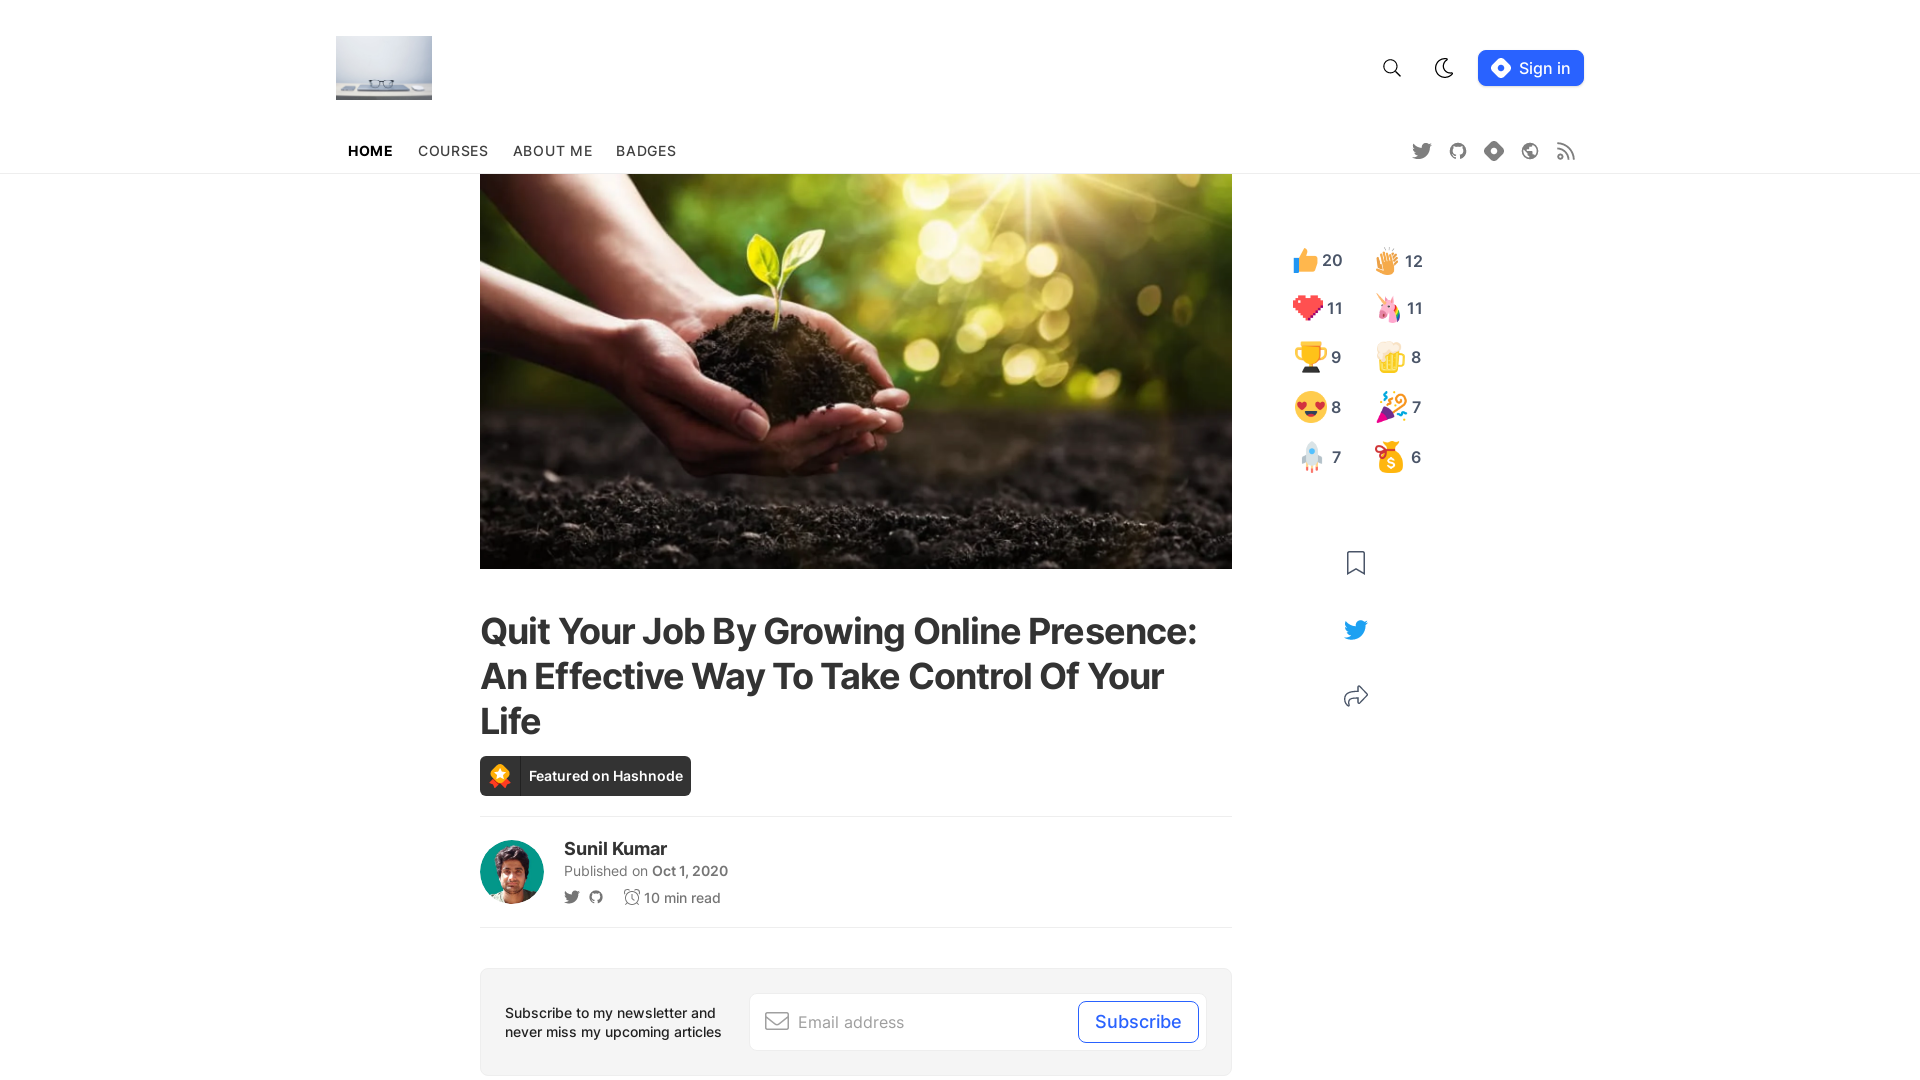 Sign in
HOME COURSES ABOUT ME BADGES
20 12
11 11
9 8
8 7
7 6
Quit Your Job By Growing Online Presence:
An Effective Way To Take Control Of Your
Life
Featured on Hashnode
Sunil Kumar
Published on Oct 1, 2020
10 min read
Subscribe to my newsletter and
never miss my upcoming articles
Email address
Subscribe